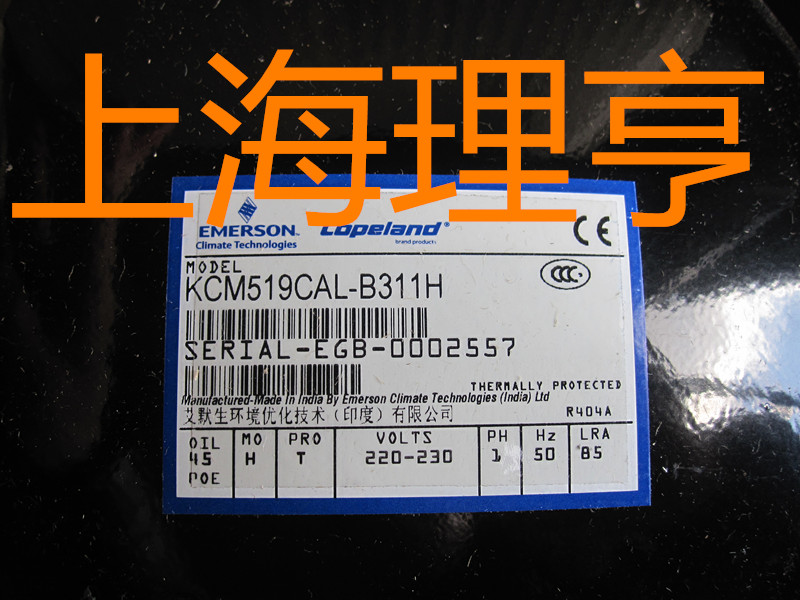 上海理亨
EMERSON
Climate Technologies
Copeland
brand products
CE
CCC
MODEL
KCM519CAL-B311H
SERIAL-EGB-0002557
THERMALLY PROTECTED
Manufactured-Made In India By Emerson Climate Technologies (India) Ltd
艾默生环境优化技术(印度)有限公司
R404A
OIL MO PRO VOLTS PH Hz LRA
45 H T 220-230 1 50 85
POE